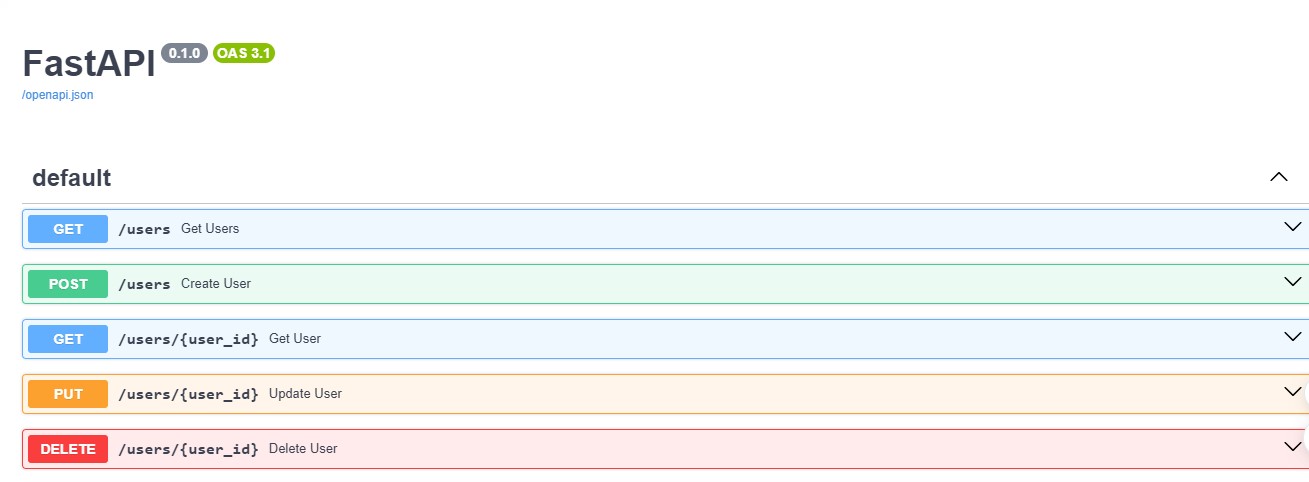 FastAPI 0.1.0 OAS 3.1
/openapi.json
default
GET /users Get Users
POST /users Create User
GET /users/{user_id} Get User
PUT /users/{user_id} Update User
DELETE /users/{user_id} Delete User